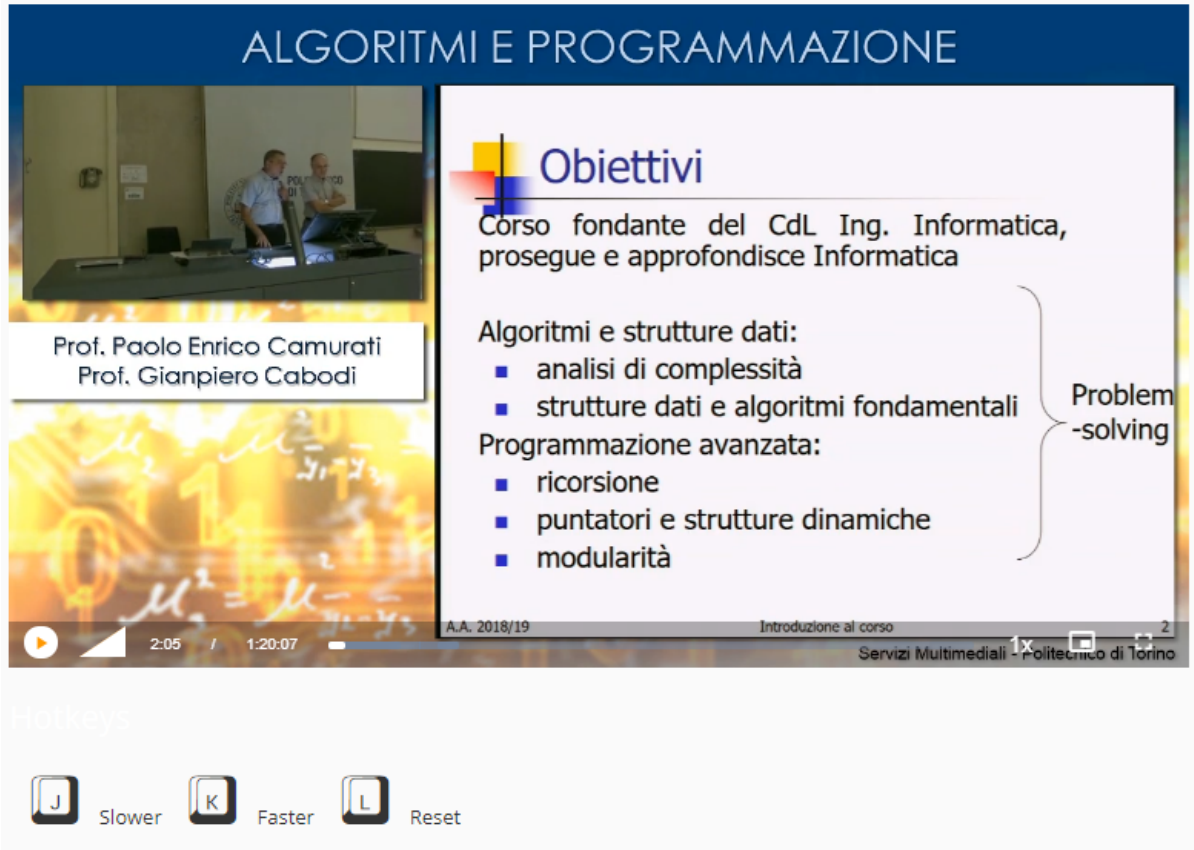 ALGORITMI E PROGRAMMAZIONE
POLITECNICO
DI
Prof. Paolo Enrico Camurati
Prof. Gianpiero Cabodi
Obiettivi
Corso fondante del CdL Ing. Informatica,
prosegue e approfondisce Informatica
Algoritmi e strutture dati:
analisi di complessità
strutture dati e algoritmi fondamentali
Programmazione avanzata:
ricorsione
puntatori e strutture dinamiche
modularità
Problem
-solving
A.A. 2018/19
Introduzione al corso
2
2:05 / 1:20:07
1x
Servizi Multimediali - Politecnico di Torino
Hotkeys
J Slower K Faster L Reset